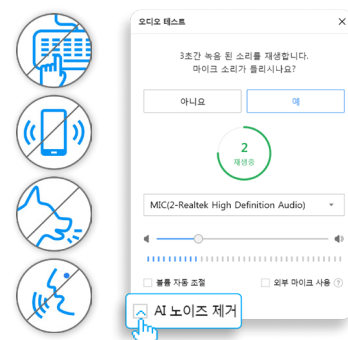 오디오 테스트
3초간 녹음 된 소리를 재생합니다.
마이크 소리가 들리시나요?
아니요
예
2
재생중
MIC(2-Realtek High Definition Audio)
볼륨 자동 조절
외부 마이크 사용 ?
AI 노이즈 제거